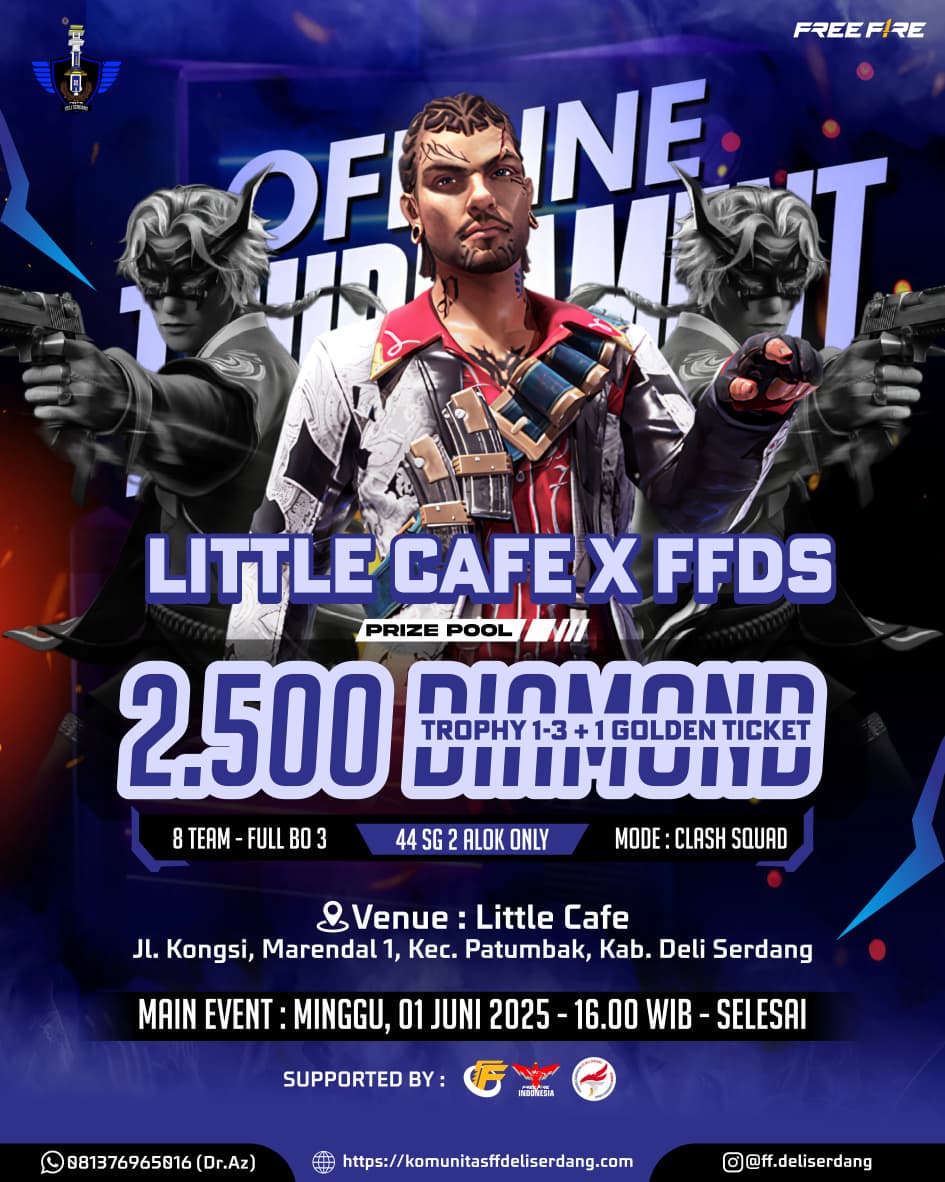 FREE FIRE
OFFLINE
TOURNAMENT
LITTLE CAFE X FFDS
PRIZE POOL
2.500 DIAMOND
TROPHY 1-3 + 1 GOLDEN TICKET
8 TEAM - FULL BO 3
44 SG 2 ALOK ONLY
MODE : CLASH SQUAD
Venue : Little Cafe
Jl. Kongsi, Marendal 1, Kec. Patumbak, Kab. Deli Serdang
MAIN EVENT : MINGGU, 01 JUNI 2025 - 16.00 WIB - SELESAI
SUPPORTED BY :
FREE FIRE
INDONESIA
081376965016 (Dr.Az)
https://komunitasffdeliserdang.com
@ff.deliserdang